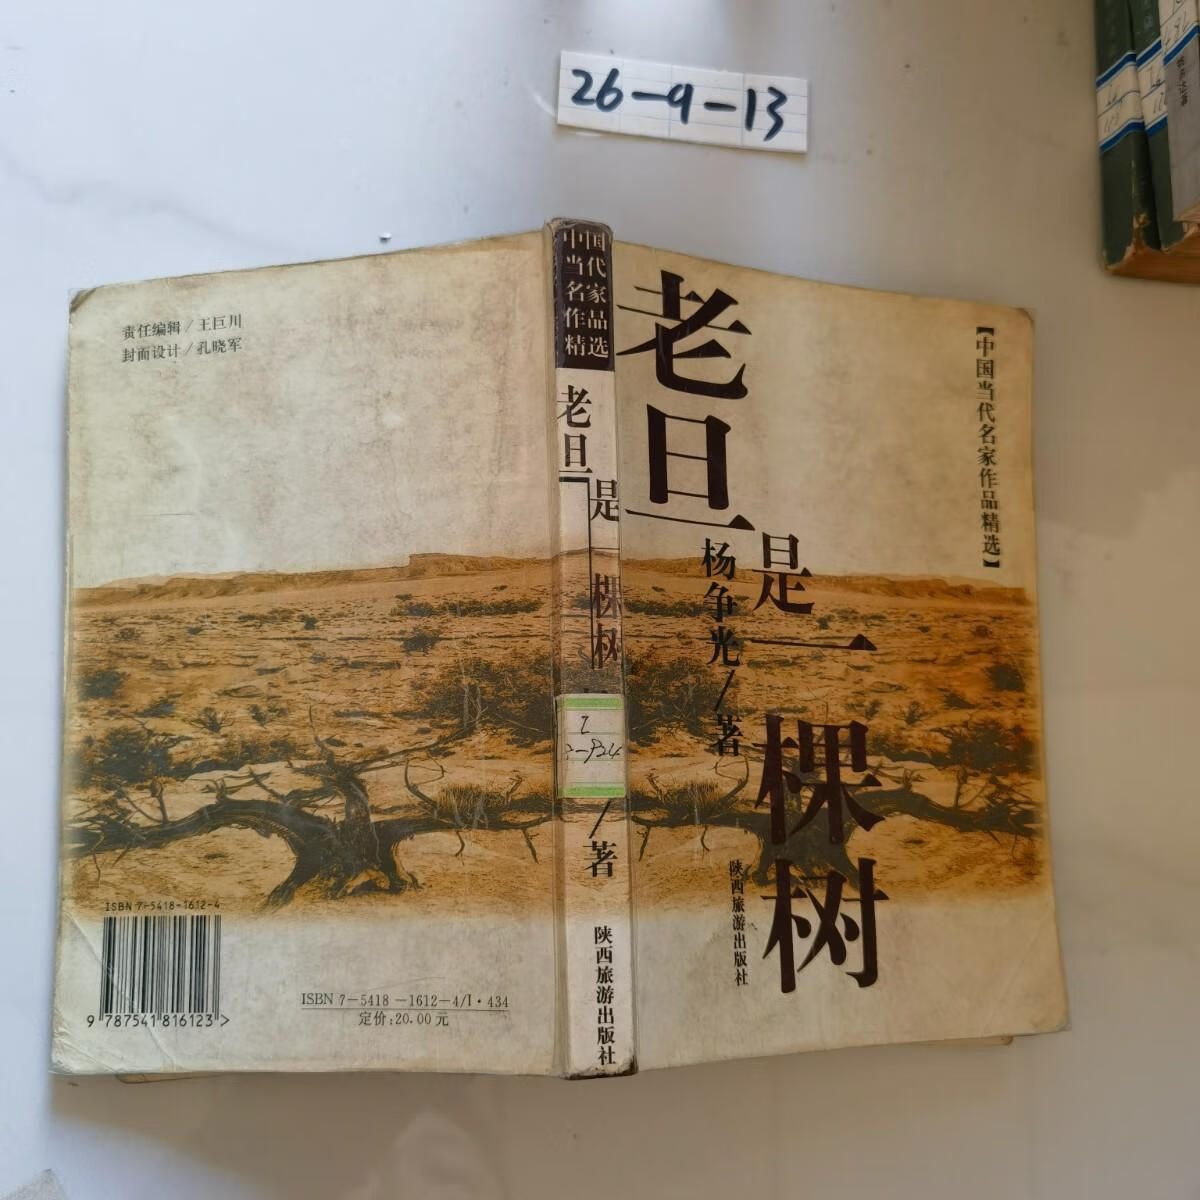 26-9-13
责任编辑/王巨川
封面设计/孔晓军
ISBN 7-5418-1612-4
9 787541 816123 >
ISBN 7-5418-1612-4/I·434
定价:20.00元
中国
当代
名家
作品
精选
老旦是一棵树
/著
陕西旅游出版社
老旦是一棵树
杨争光/著
陕西旅游出版社
【中国当代名家作品精选】